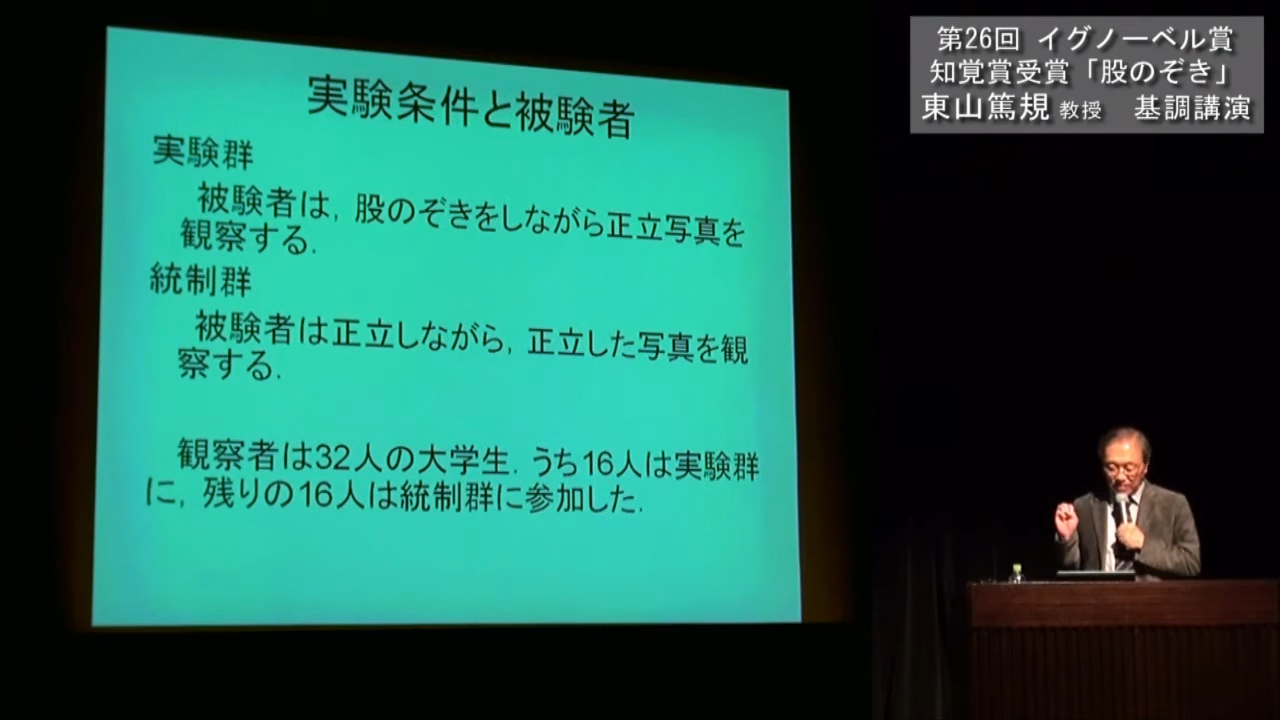 第26回 イグノーベル賞
知覚賞受賞「股のぞき」
東山篤規 教授 基調講演
実験条件と被験者
実験群
被験者は，股のぞきをしながら正立写真を
観察する．
統制群
被験者は正立しながら，正立した写真を観
察する．
観察者は32人の大学生．うち16人は実験群
に，残りの16人は統制群に参加した．